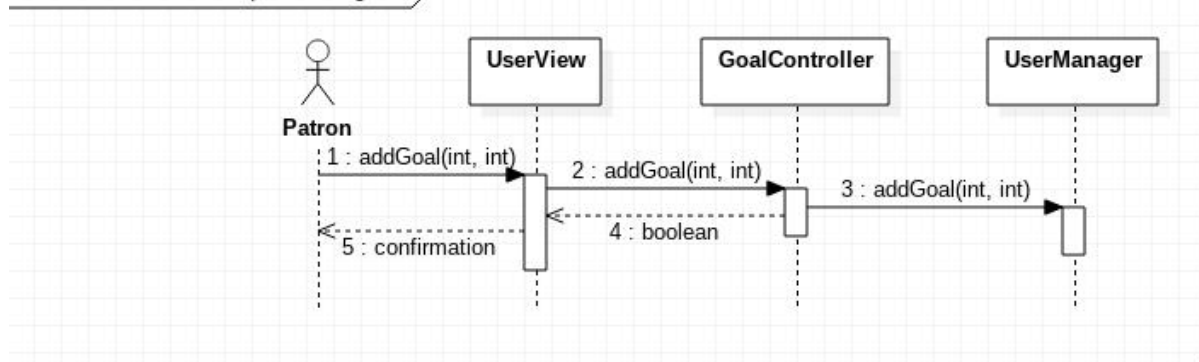 UserView
GoalController
UserManager
Patron
1 : addGoal(int, int)
2 : addGoal(int, int)
3 : addGoal(int, int)
4 : boolean
5 : confirmation